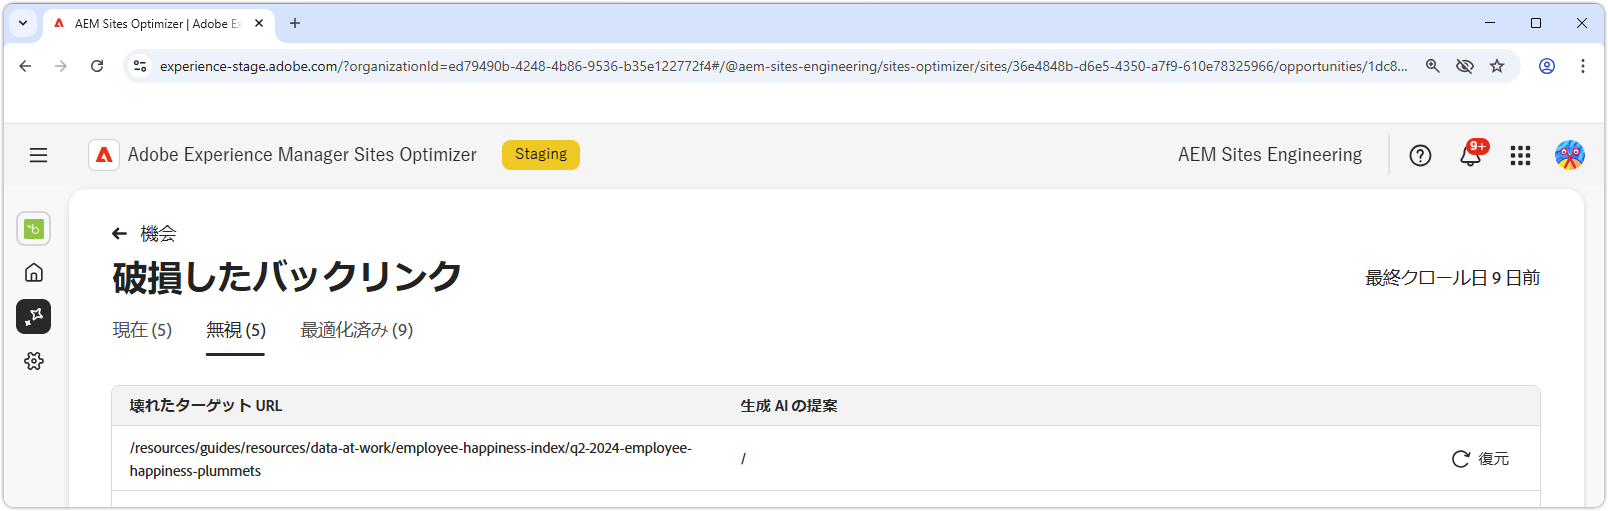 AEM Sites Optimizer | Adobe Ex
experience-stage.adobe.com/?organizationId=ed79490b-4248-4b86-9536-b35e122772f4#/@aem-sites-engineering/sites-optimizer/sites/36e4848b-d6e5-4350-a7f9-610e78325966/opportunities/1dc8...
Adobe Experience Manager Sites Optimizer Staging AEM Sites Engineering 9+
機会
破損したバックリンク
最終クロール日 9 日前
現在 (5) 無視 (5) 最適化済み (9)
壊れたターゲット URL 生成 AI の提案
/resources/guides/resources/data-at-work/employee-happiness-index/q2-2024-employee-
happiness-plummets
/ 復元